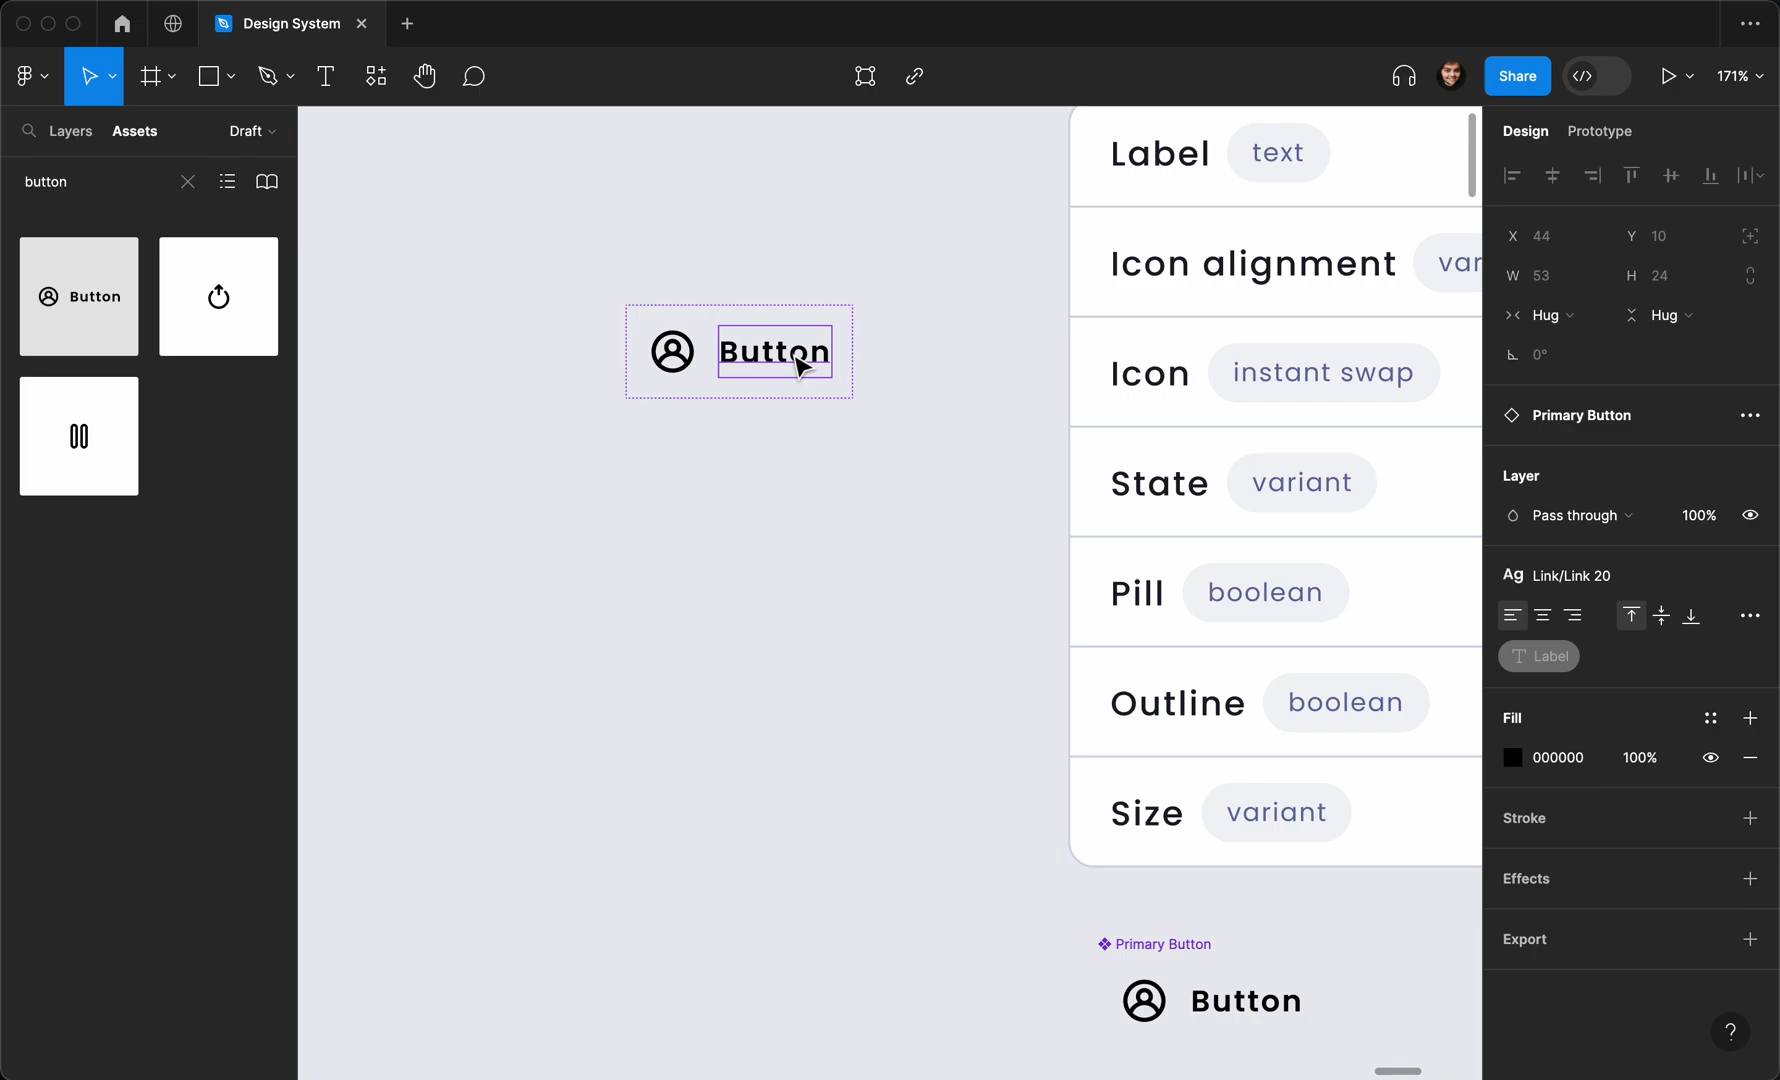 Design System
Share
171%
Layers Assets Draft
button
Button
Button
Label text
Icon alignment var
Icon instant swap
State variant
Pill boolean
Outline boolean
Size variant
Primary Button
Button
Design Prototype
X 44 Y 10
W 53 H 24
Hug Hug
0°
Primary Button
Layer
Pass through 100%
Ag Link/Link 20
T Label
Fill
000000 100%
Stroke
Effects
Export
?